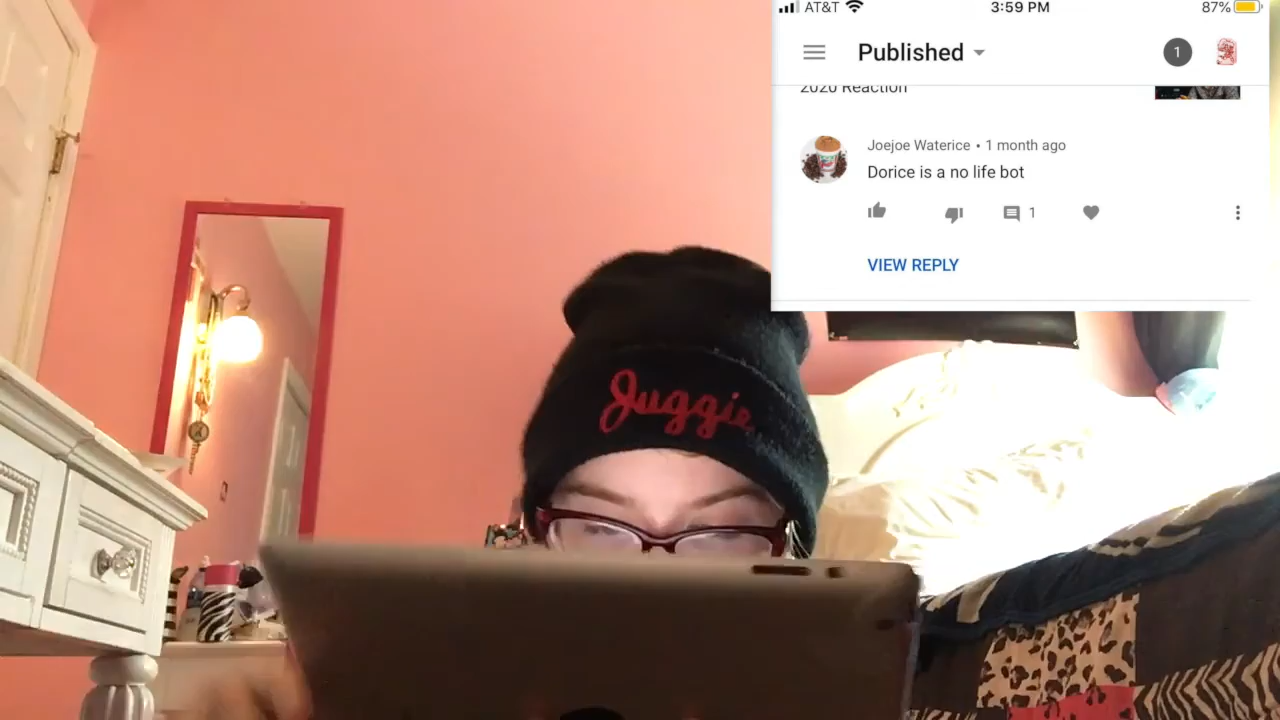 AT&T 3:59 PM 87%
Published 1
2020 Reaction
Joejoe Waterice • 1 month ago
Dorice is a no life bot
1
VIEW REPLY
Juggie